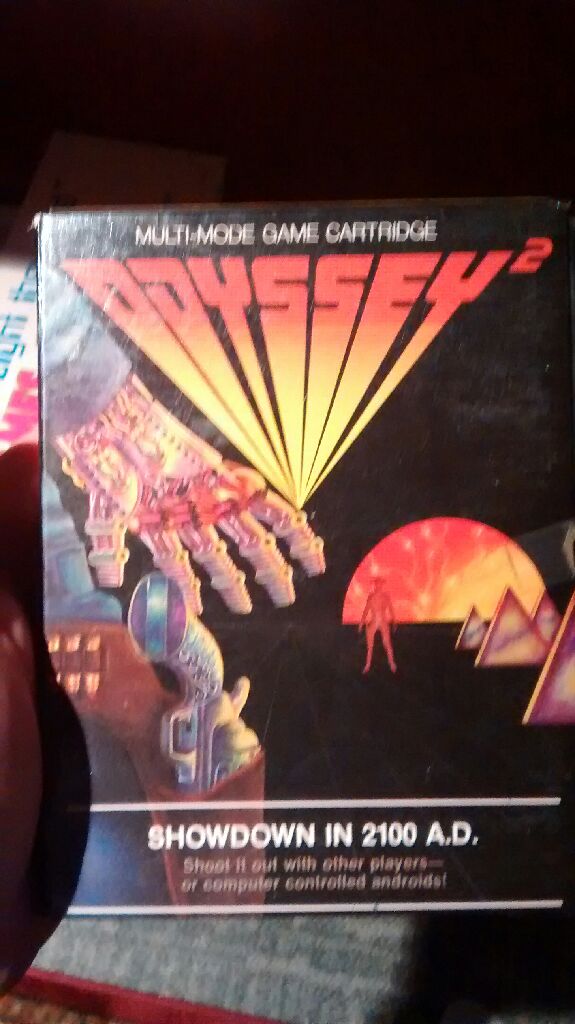 MULTI-MODE GAME CARTRIDGE
ODYSSEY²
SHOWDOWN IN 2100 A.D.
Shoot it out with other players—
or computer controlled androids!